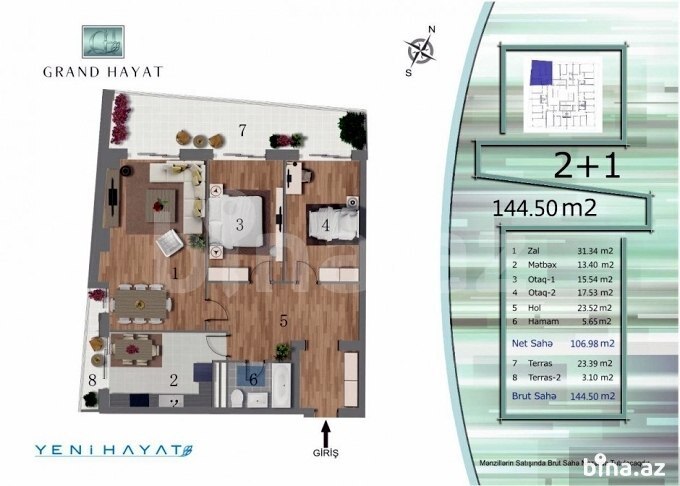 GRAND HAYAT
N
S
7
1
3
4
5
2
6
8
GİRİŞ
YENİHAYAT
2+1
144.50 m2
1 Zal 31.34 m2
2 Mətbəx 13.40 m2
3 Otaq-1 15.54 m2
4 Otaq-2 17.53 m2
5 Hol 23.52 m2
6 Hamam 5.65 m2
Net Sahə 106.98 m2
7 Terras 23.39 m2
8 Terras-2 3.10 m2
Brut Sahə 144.50 m2
Mənzillərin Satışında Brut Sahə
bina.az